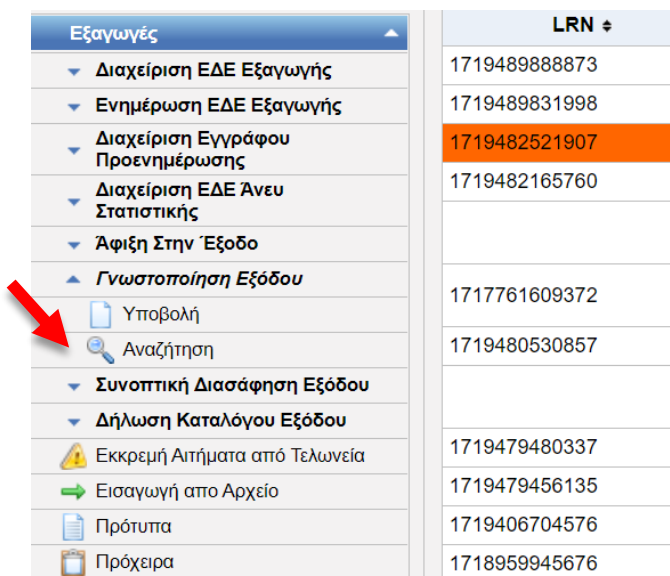 Εξαγωγές
Διαχείριση ΕΔΕ Εξαγωγής
Ενημέρωση ΕΔΕ Εξαγωγής
Διαχείριση Εγγράφου
Προενημέρωσης
Διαχείριση ΕΔΕ Άνευ
Στατιστικής
Άφιξη Στην Έξοδο
Γνωστοποίηση Εξόδου
Υποβολή
Αναζήτηση
Συνοπτική Διασάφηση Εξόδου
Δήλωση Καταλόγου Εξόδου
Εκκρεμή Αιτήματα από Τελωνεία
Εισαγωγή απο Αρχείο
Πρότυπα
Πρόχειρα
LRN
1719489888873
1719489831998
1719482521907
1719482165760
1717761609372
1719480530857
1719479480337
1719479456135
1719406704576
1718959945676